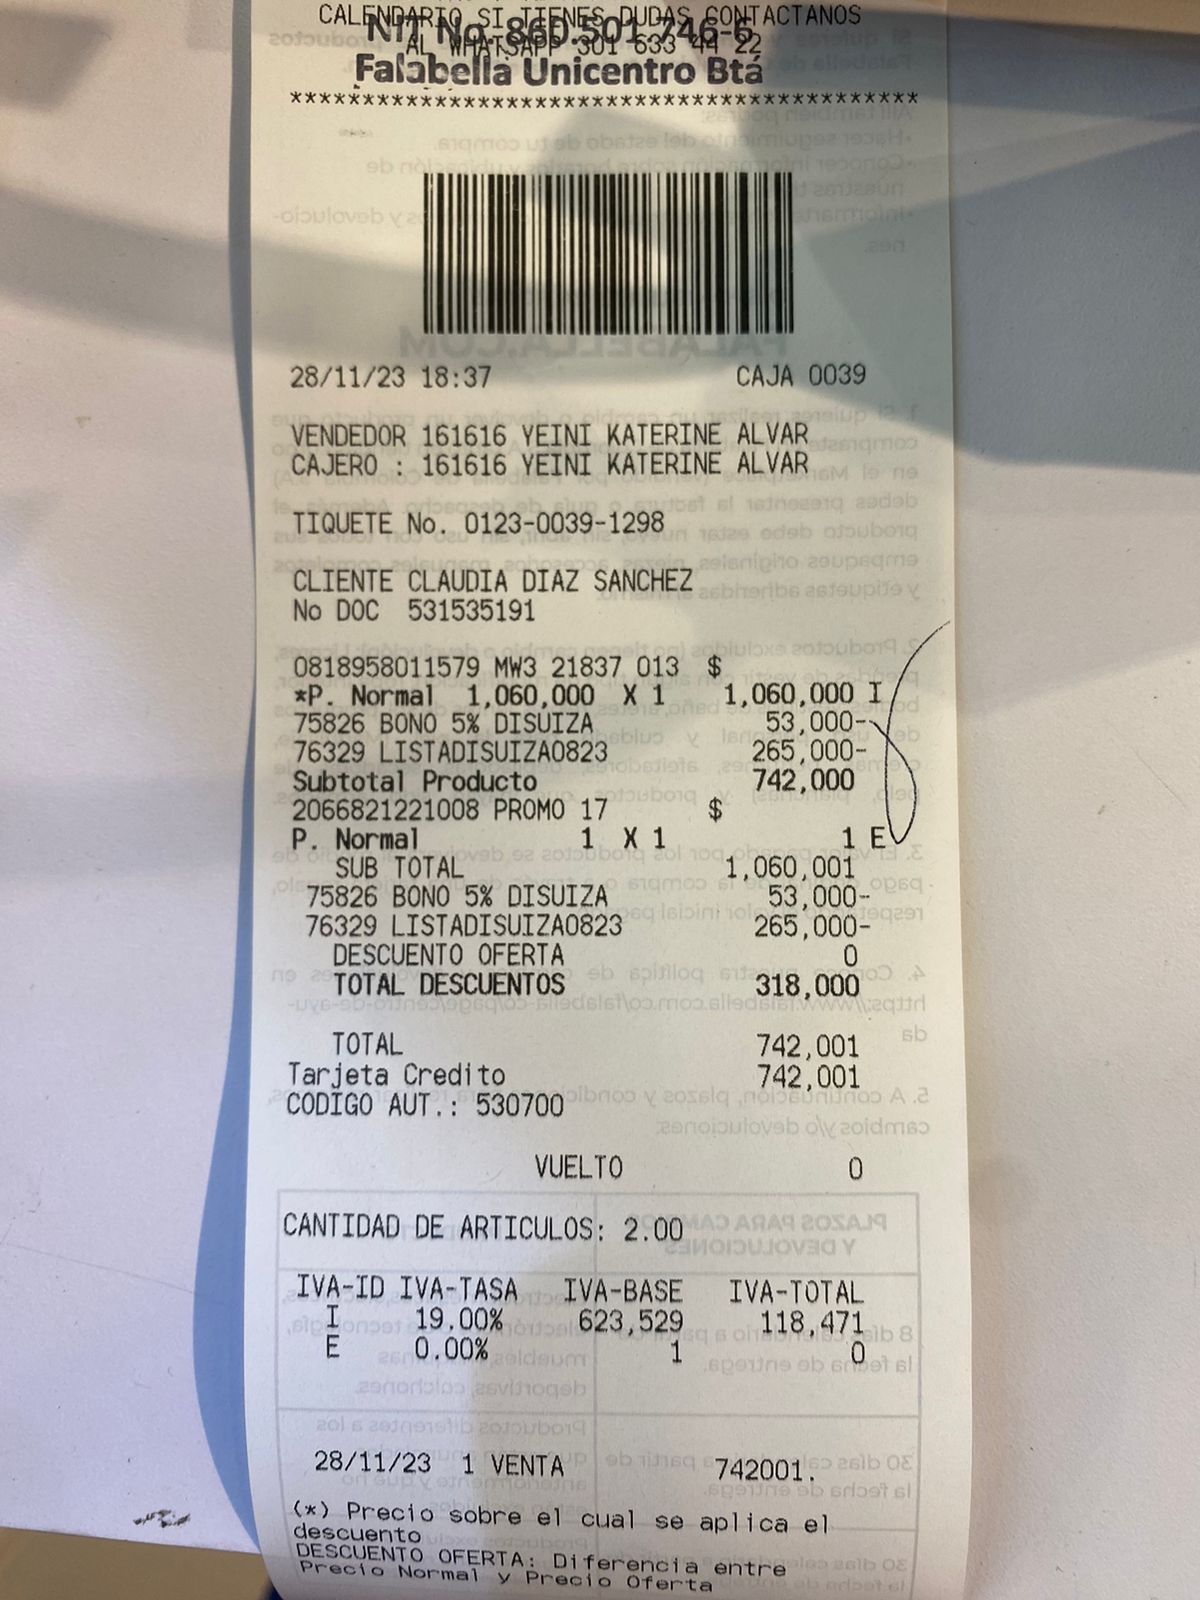 CALENDARIO SI TIENES DUDAS CONTACTANOS
NIT No. 860.501.746-6
AL WHATSAPP 301 633 44 22
Falabella Unicentro Btá
********************************************
28/11/23 18:37 CAJA 0039
VENDEDOR 161616 YEINI KATERINE ALVAR
CAJERO : 161616 YEINI KATERINE ALVAR
TIQUETE No. 0123-0039-1298
CLIENTE CLAUDIA DIAZ SANCHEZ
No DOC 531535191
0818958011579 MW3 21837 013 $
*P. Normal 1,060,000 X 1 1,060,000 I
75826 BONO 5% DISUIZA 53,000-
76329 LISTADISUIZA0823 265,000-
Subtotal Producto 742,000
2066821221008 PROMO 17 $
P. Normal 1 X 1 1 E
SUB TOTAL 1,060,001
75826 BONO 5% DISUIZA 53,000-
76329 LISTADISUIZA0823 265,000-
DESCUENTO OFERTA 0
TOTAL DESCUENTOS 318,000
TOTAL 742,001
Tarjeta Credito 742,001
CODIGO AUT.: 530700
VUELTO 0
CANTIDAD DE ARTICULOS: 2.00
IVA-ID IVA-TASA IVA-BASE IVA-TOTAL
I 19.00% 623,529 118,471
E 0.00% 1 0
28/11/23 1 VENTA 742001.
(*) Precio sobre el cual se aplica el
descuento
DESCUENTO OFERTA: Diferencia entre
Precio Normal y Precio Oferta